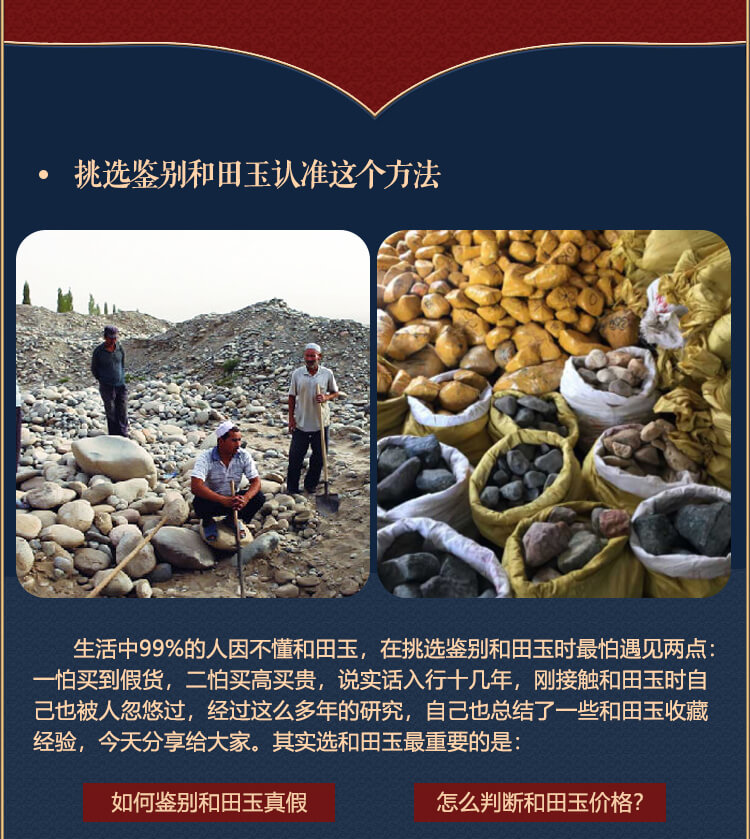 • 挑选鉴别和田玉认准这个方法
生活中99%的人因不懂和田玉，在挑选鉴别和田玉时最怕遇见两点：
一怕买到假货，二怕买高买贵，说实话入行十几年，刚接触和田玉时自
己也被人忽悠过，经过这么多年的研究，自己也总结了一些和田玉收藏
经验，今天分享给大家。其实选和田玉最重要的是：
如何鉴别和田玉真假
怎么判断和田玉价格？